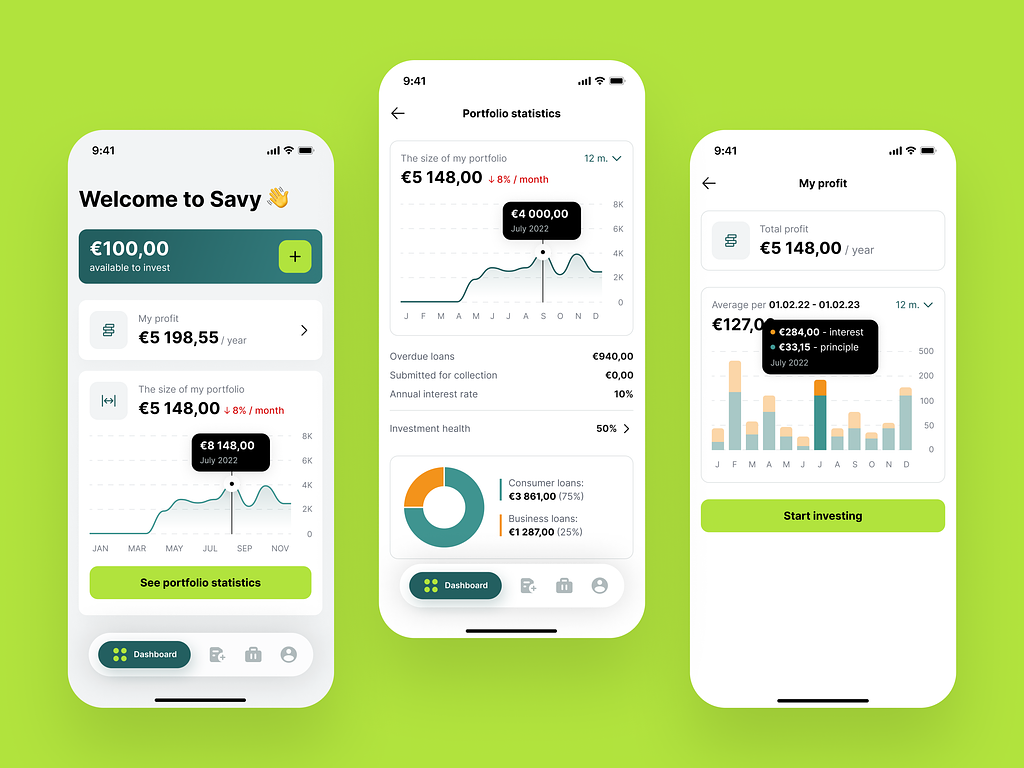 9:41
Welcome to Savy 👋
€100,00
available to invest
My profit
€5 198,55 / year
The size of my portfolio
€5 148,00 ↓ 8% / month
€8 148,00
July 2022
8K
6K
4K
2K
0
JAN MAR MAY JUL SEP NOV
See portfolio statistics
Dashboard
9:41
Portfolio statistics
The size of my portfolio 12 m.
€5 148,00 ↓ 8% / month
€4 000,00
July 2022
8K
6K
4K
2K
0
J F M A M J J A S O N D
Overdue loans €940,00
Submitted for collection €0,00
Annual interest rate 10%
Investment health 50%
Consumer loans:
€3 861,00 (75%)
Business loans:
€1 287,00 (25%)
Dashboard
9:41
My profit
Total profit
€5 148,00 / year
Average per 01.02.22 - 01.02.23 12 m.
€127,0
€284,00 - interest
€33,15 - principle
July 2022
500
200
100
50
0
J F M A M J J A S O N D
Start investing